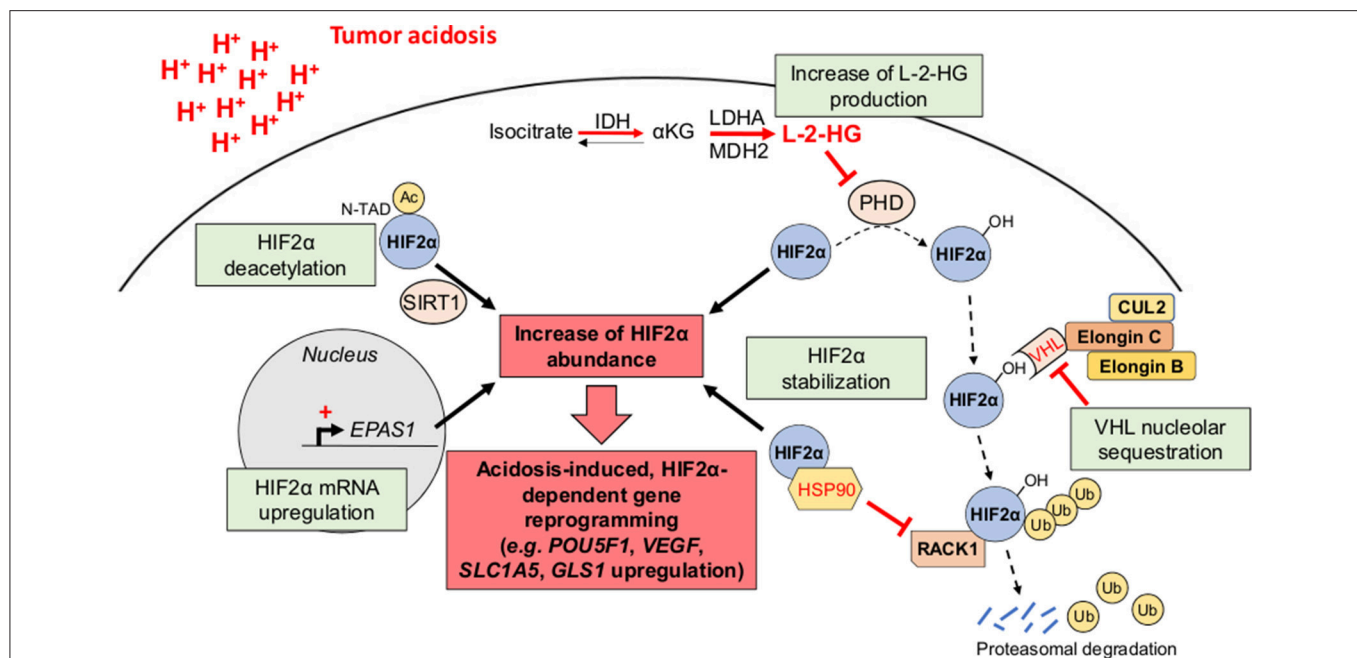 Tumor acidosis
H+ H+
H+ H+ H+ H+
H+ H+ H+
H+ H+
Increase of L-2-HG
production
Isocitrate IDH αKG LDHA L-2-HG
MDH2
PHD
Ac
N-TAD
HIF2α
HIF2α
deacetylation
SIRT1
HIF2α
OH
HIF2α
CUL2
Elongin C
Elongin B
VHL
OH
HIF2α
Increase of HIF2α
abundance
HIF2α
stabilization
VHL nucleolar
sequestration
Nucleus
+
EPAS1
HIF2α mRNA
upregulation
Acidosis-induced, HIF2α-
dependent gene
reprogramming
(e.g. POU5F1, VEGF,
SLC1A5, GLS1 upregulation)
HIF2α
HSP90
OH
HIF2α
Ub Ub Ub
RACK1
Ub
Ub Ub
Proteasomal degradation